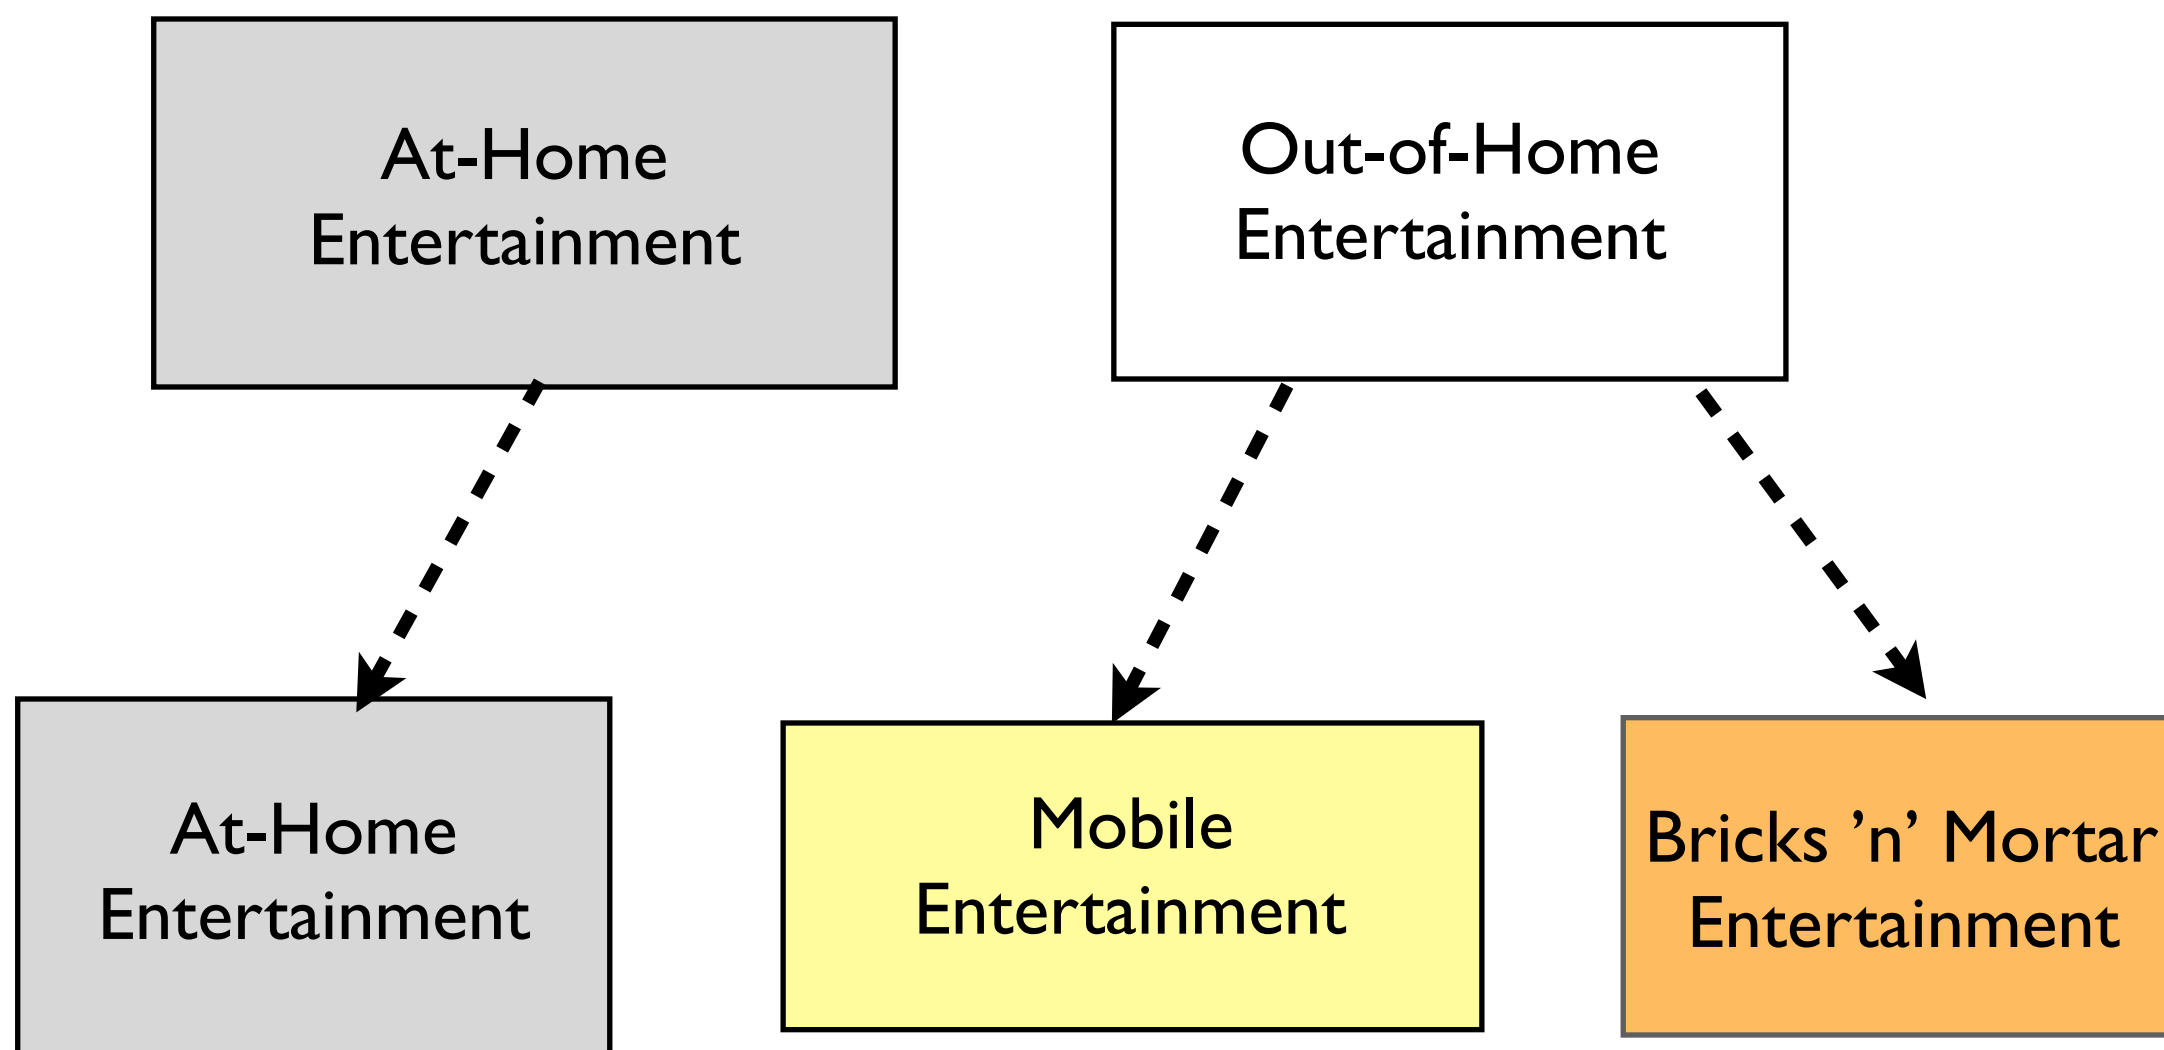 At-Home
Entertainment
Out-of-Home
Entertainment
At-Home
Entertainment
Mobile
Entertainment
Bricks ’n’ Mortar
Entertainment